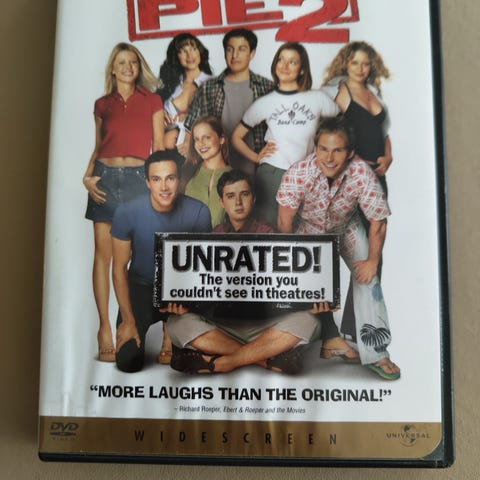 PIE 2
TALL OAKS
Band Camp
UNRATED!
The version you
couldn't see in theatres!
"MORE LAUGHS THAN THE ORIGINAL!"
– Richard Roeper, Ebert & Roeper and the Movies
DVD
VIDEO
WIDESCREEN
UNIVERSAL